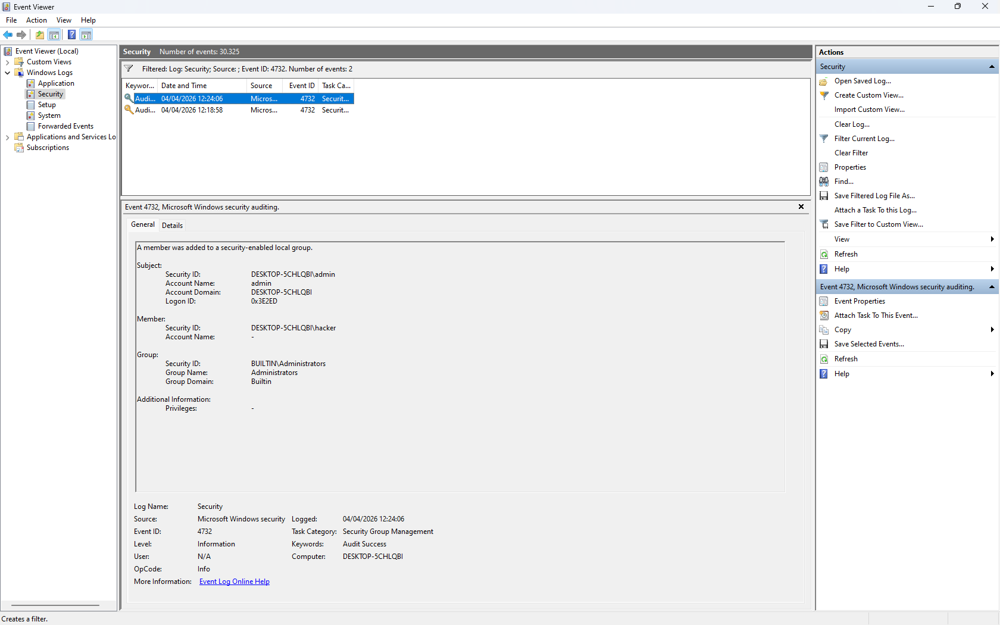 Event Viewer
File Action View Help
Event Viewer (Local)
Custom Views
Windows Logs
Application
Security
Setup
System
Forwarded Events
Applications and Services Lo
Subscriptions
Security Number of events: 30.325
Filtered: Log: Security; Source: ; Event ID: 4732. Number of events: 2
Keywor... Date and Time Source Event ID Task Ca...
Audi... 04/04/2026 12:24:06 Micros... 4732 Securit...
Audi... 04/04/2026 12:18:58 Micros... 4732 Securit...
Event 4732, Microsoft Windows security auditing.
General Details
A member was added to a security-enabled local group.
Subject:
Security ID: DESKTOP-5CHLQBI\admin
Account Name: admin
Account Domain: DESKTOP-5CHLQBI
Logon ID: 0x3E2ED
Member:
Security ID: DESKTOP-5CHLQBI\hacker
Account Name: -
Group:
Security ID: BUILTIN\Administrators
Group Name: Administrators
Group Domain: Builtin
Additional Information:
Privileges: -
Log Name: Security
Source: Microsoft Windows security Logged: 04/04/2026 12:24:06
Event ID: 4732 Task Category: Security Group Management
Level: Information Keywords: Audit Success
User: N/A Computer: DESKTOP-5CHLQBI
OpCode: Info
More Information: Event Log Online Help
Actions
Security
Open Saved Log...
Create Custom View...
Import Custom View...
Clear Log...
Filter Current Log...
Clear Filter
Properties
Find...
Save Filtered Log File As...
Attach a Task To this Log...
Save Filter to Custom View...
View
Refresh
Help
Event 4732, Microsoft Windows security auditing.
Event Properties
Attach Task To This Event...
Copy
Save Selected Events...
Refresh
Help
Creates a filter.